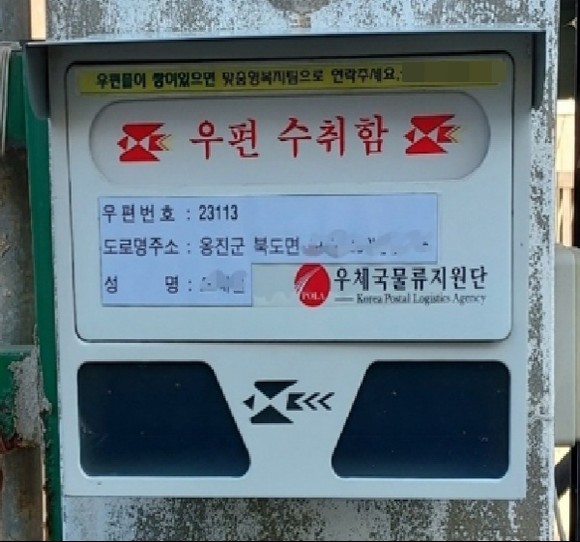 우편물이 쌓여있으면 맞춤형복지팀으로 연락주세요.
우편 수취함
우편번호 : 23113
도로명주소 : 옹진군 북도면
성 명 :
우체국물류지원단
POLA
Korea Postal Logistics Agency